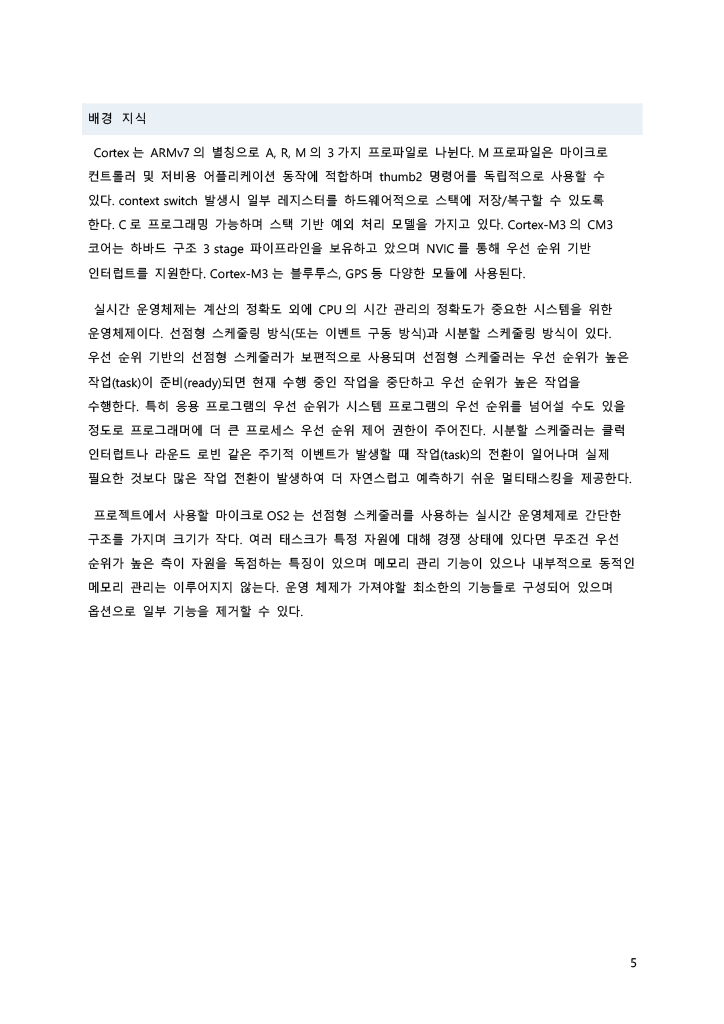 배경 지식
Cortex 는 ARMv7 의 별칭으로 A, R, M 의 3 가지 프로파일로 나뉜다. M 프로파일은 마이크로
컨트롤러 및 저비용 어플리케이션 동작에 적합하며 thumb2 명령어를 독립적으로 사용할 수
있다. context switch 발생시 일부 레지스터를 하드웨어적으로 스택에 저장/복구할 수 있도록
한다. C 로 프로그래밍 가능하며 스택 기반 예외 처리 모델을 가지고 있다. Cortex-M3 의 CM3
코어는 하바드 구조 3 stage 파이프라인을 보유하고 았으며 NVIC 를 통해 우선 순위 기반
인터럽트를 지원한다. Cortex-M3 는 블루투스, GPS 등 다양한 모듈에 사용된다.
실시간 운영체제는 계산의 정확도 외에 CPU 의 시간 관리의 정확도가 중요한 시스템을 위한
운영체제이다. 선점형 스케줄링 방식(또는 이벤트 구동 방식)과 시분할 스케줄링 방식이 있다.
우선 순위 기반의 선점형 스케줄러가 보편적으로 사용되며 선점형 스케줄러는 우선 순위가 높은
작업(task)이 준비(ready)되면 현재 수행 중인 작업을 중단하고 우선 순위가 높은 작업을
수행한다. 특히 응용 프로그램의 우선 순위가 시스템 프로그램의 우선 순위를 넘어설 수도 있을
정도로 프로그래머에 더 큰 프로세스 우선 순위 제어 권한이 주어진다. 시분할 스케줄러는 클럭
인터럽트나 라운드 로빈 같은 주기적 이벤트가 발생할 때 작업(task)의 전환이 일어나며 실제
필요한 것보다 많은 작업 전환이 발생하여 더 자연스럽고 예측하기 쉬운 멀티태스킹을 제공한다.
프로젝트에서 사용할 마이크로 OS2 는 선점형 스케줄러를 사용하는 실시간 운영체제로 간단한
구조를 가지며 크기가 작다. 여러 태스크가 특정 자원에 대해 경쟁 상태에 있다면 무조건 우선
순위가 높은 측이 자원을 독점하는 특징이 있으며 메모리 관리 기능이 있으나 내부적으로 동적인
메모리 관리는 이루어지지 않는다. 운영 체제가 가져야할 최소한의 기능들로 구성되어 있으며
옵션으로 일부 기능을 제거할 수 있다.
5